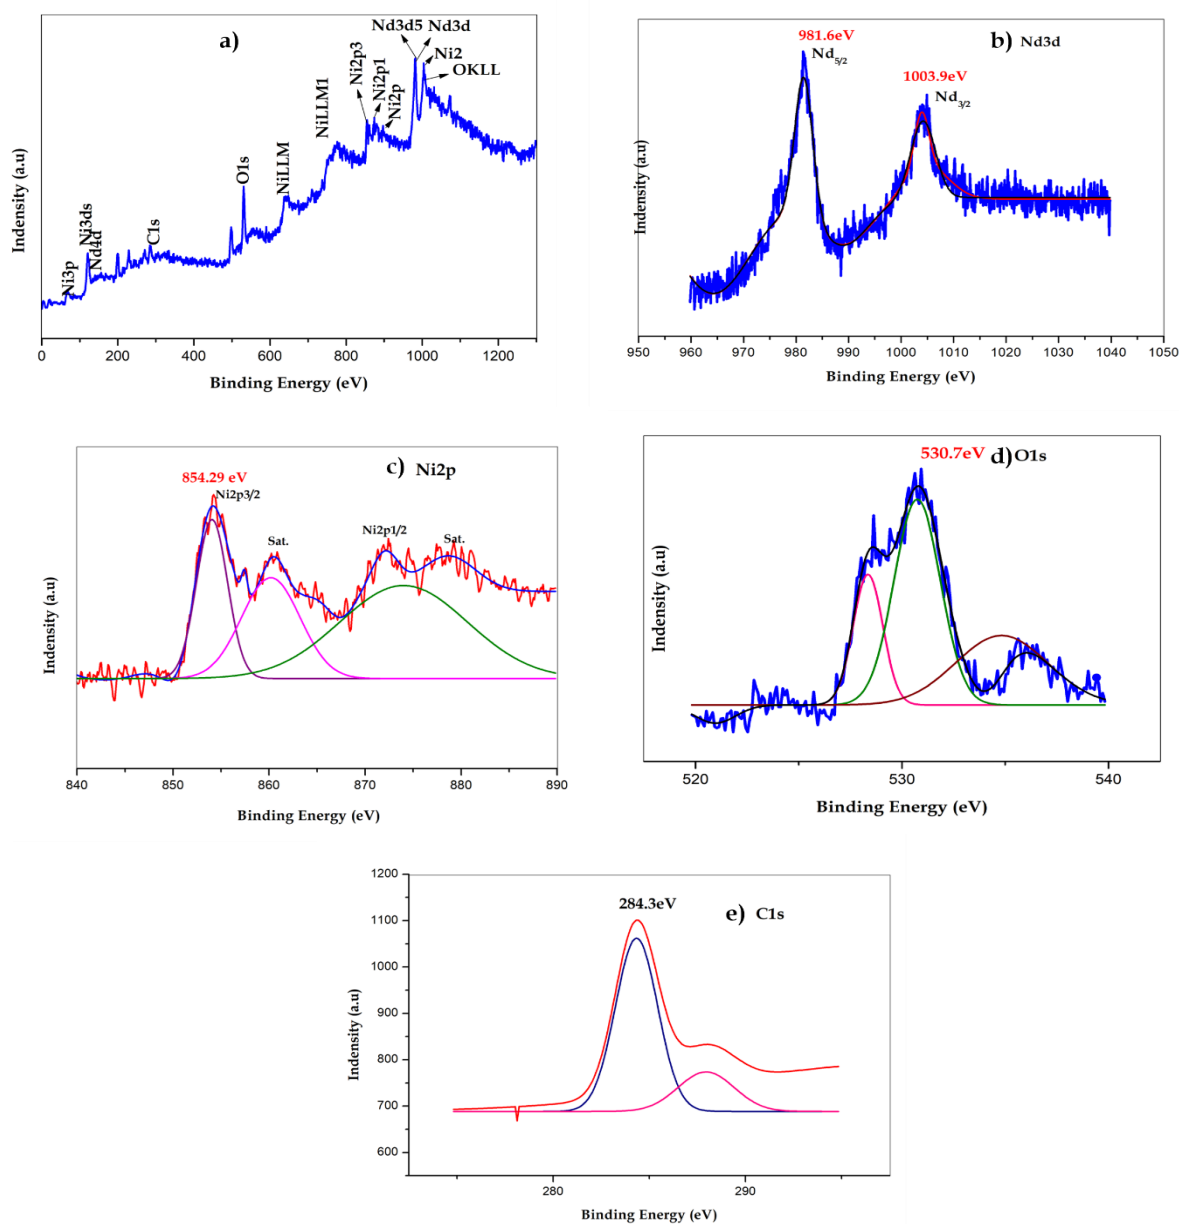 a)
Nd3d5
Nd3d
Ni2
OKLL
Ni2p3
Ni2p1
Ni2p
NiLLM1
NiLLM
O1s
C1s
Ni3ds
Nd4d
Ni3p
Indensity (a.u)
0 200 400 600 800 1000 1200
Binding Energy (eV)
b) Nd3d
981.6eV
Nd5/2
1003.9eV
Nd3/2
Indensity (a.u)
950 960 970 980 990 1000 1010 1020 1030 1040 1050
Binding Energy (eV)
c) Ni2p
854.29 eV
Ni2p3/2
Sat.
Ni2p1/2
Sat.
Indensity (a.u)
840 850 860 870 880 890
Binding Energy (eV)
530.7eV
d) O1s
Indensity (a.u)
520 530 540
Binding Energy (eV)
e) C1s
284.3eV
1200
1100
1000
900
800
700
600
Indensity (a.u)
280 290
Binding Energy (eV)